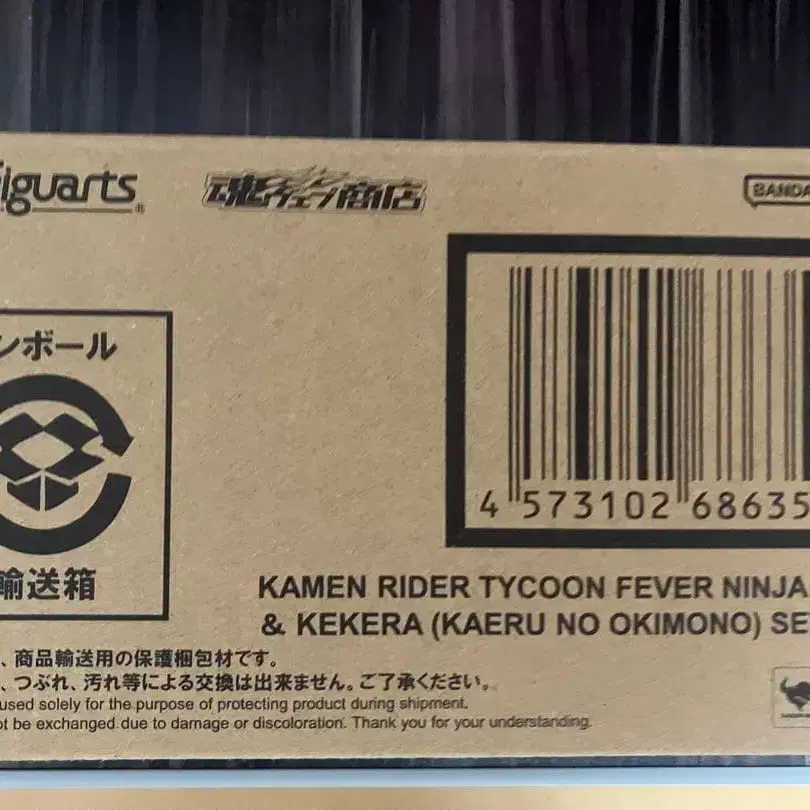 iguarts
魂ウェブ商店
BANDA
ンボール
輸送箱
4 573102 68635
KAMEN RIDER TYCOON FEVER NINJA
& KEKERA (KAERU NO OKIMONO) SE
、商品輸送用の保護梱包材です。
、つぶれ、汚れ等による交換は出来ません。ご了承ください。
used solely for the purpose of protecting product during shipment.
ot be exchanged due to damage or discoloration. Thank you for your understanding.